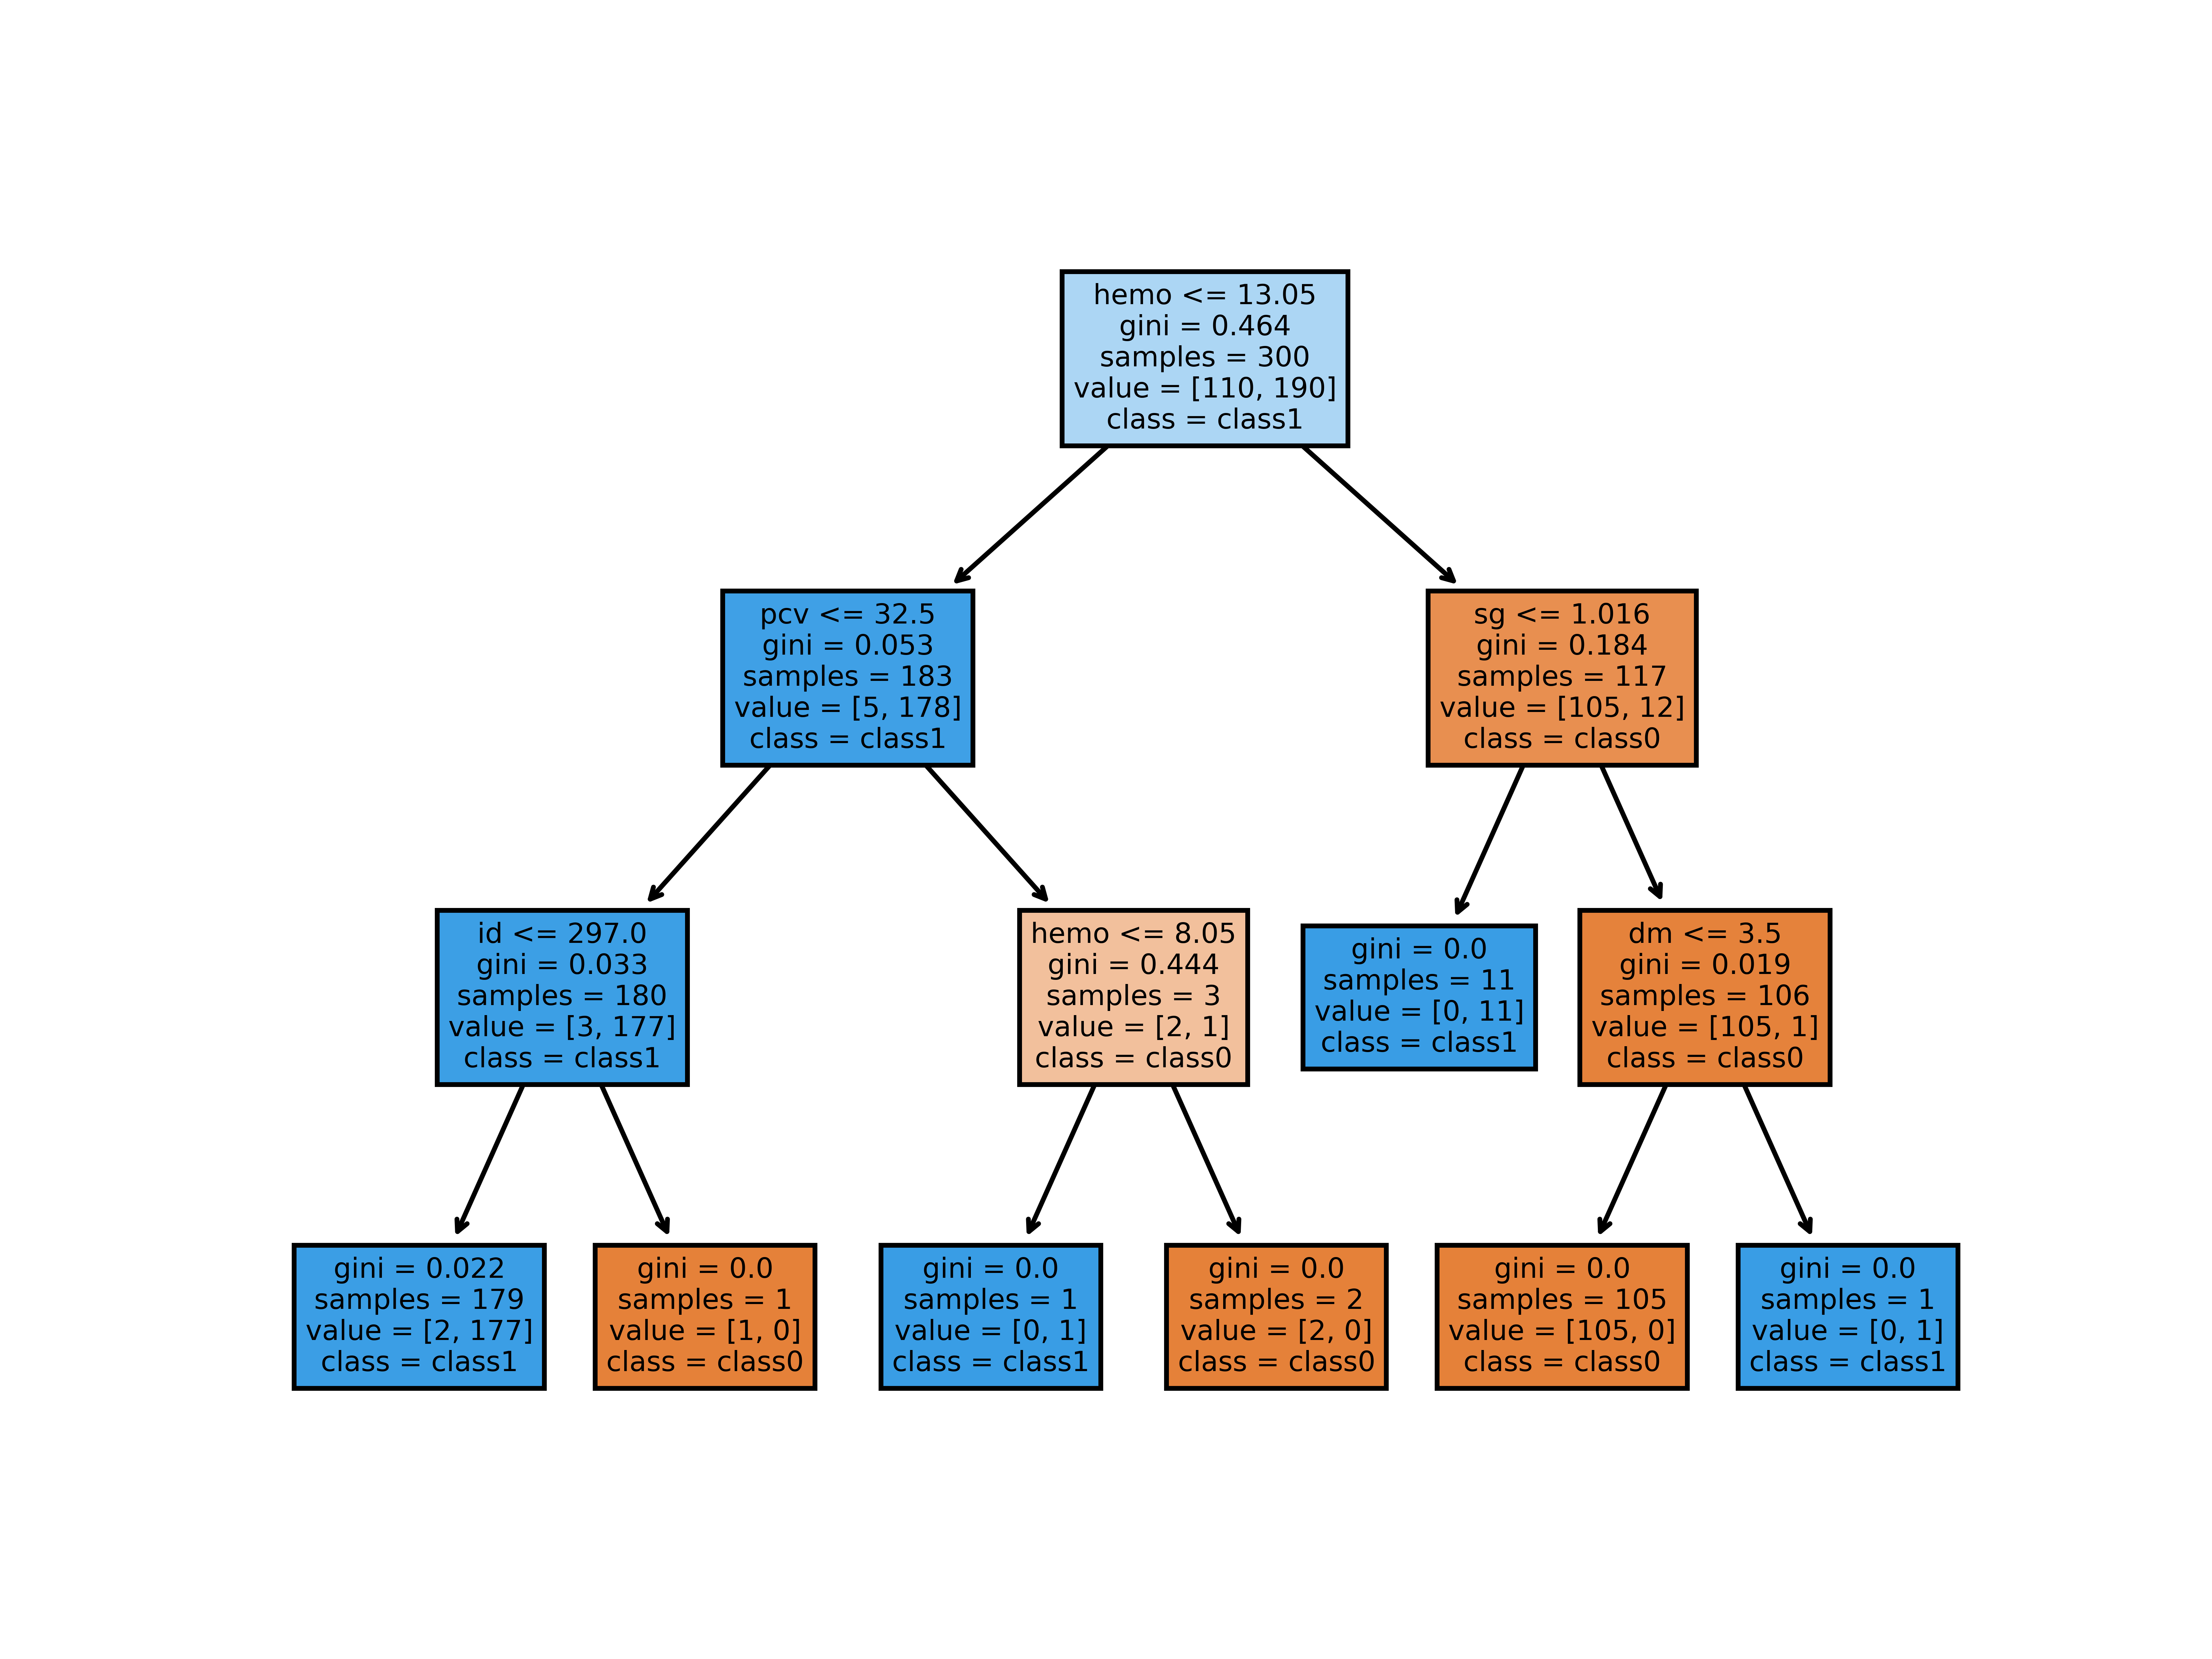 hemo <= 13.05
gini = 0.464
samples = 300
value = [110, 190]
class = class1
pcv <= 32.5
gini = 0.053
samples = 183
value = [5, 178]
class = class1
sg <= 1.016
gini = 0.184
samples = 117
value = [105, 12]
class = class0
id <= 297.0
gini = 0.033
samples = 180
value = [3, 177]
class = class1
hemo <= 8.05
gini = 0.444
samples = 3
value = [2, 1]
class = class0
gini = 0.0
samples = 11
value = [0, 11]
class = class1
dm <= 3.5
gini = 0.019
samples = 106
value = [105, 1]
class = class0
gini = 0.022
samples = 179
value = [2, 177]
class = class1
gini = 0.0
samples = 1
value = [1, 0]
class = class0
gini = 0.0
samples = 1
value = [0, 1]
class = class1
gini = 0.0
samples = 2
value = [2, 0]
class = class0
gini = 0.0
samples = 105
value = [105, 0]
class = class0
gini = 0.0
samples = 1
value = [0, 1]
class = class1